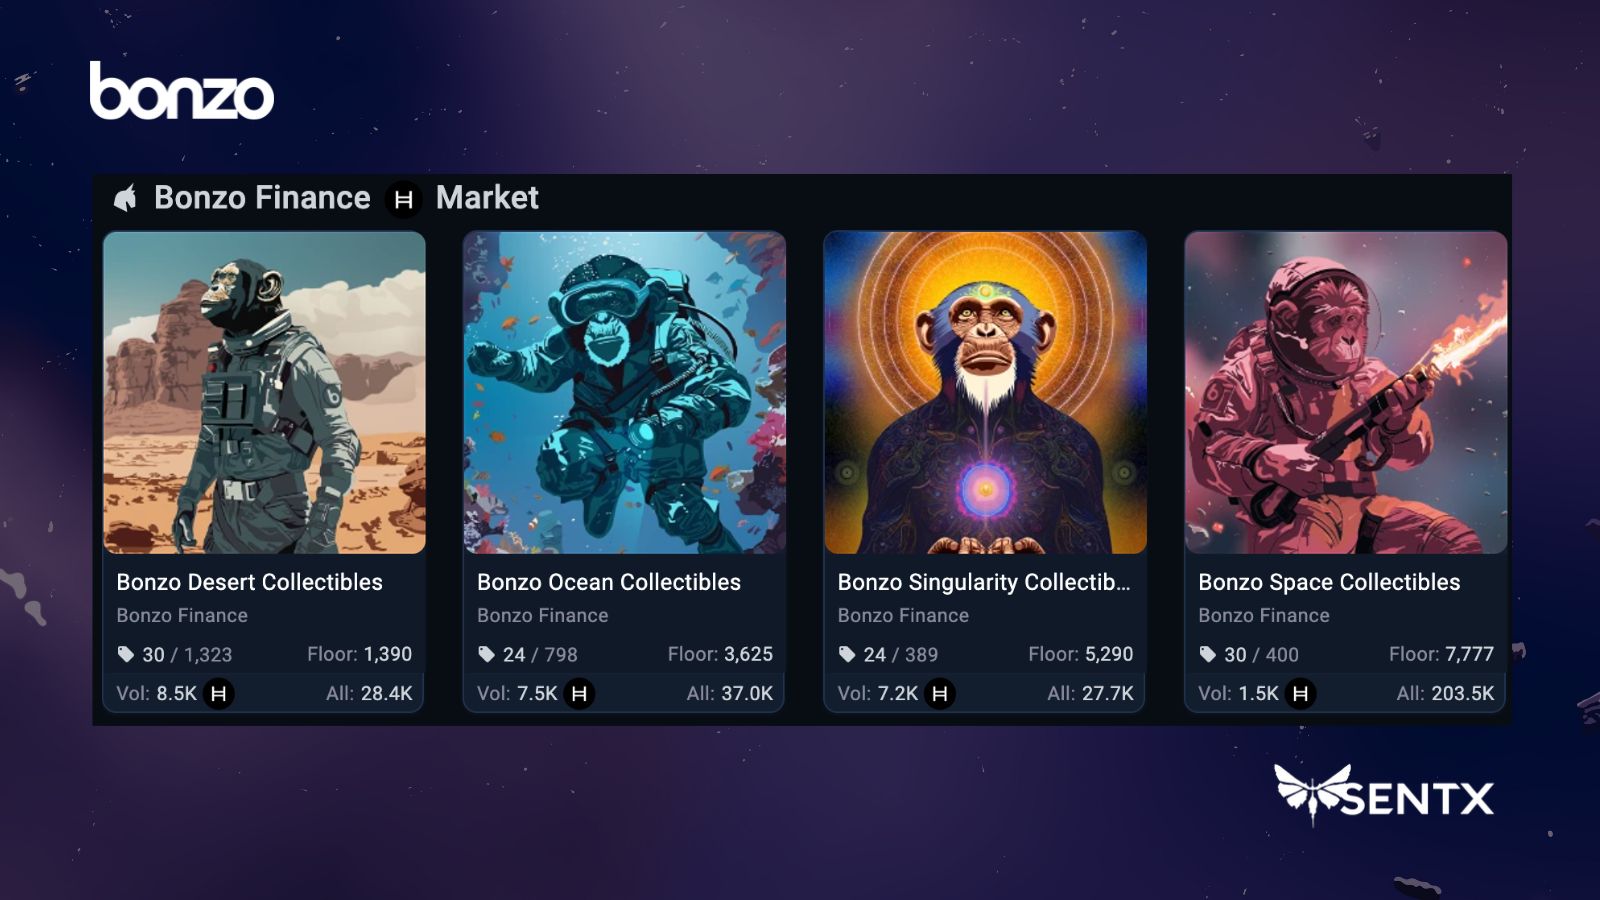 bonzo
Bonzo Finance H Market
Bonzo Desert Collectibles
Bonzo Finance
30 / 1,323 Floor: 1,390
Vol: 8.5K H All: 28.4K
Bonzo Ocean Collectibles
Bonzo Finance
24 / 798 Floor: 3,625
Vol: 7.5K H All: 37.0K
Bonzo Singularity Collectib...
Bonzo Finance
24 / 389 Floor: 5,290
Vol: 7.2K H All: 27.7K
Bonzo Space Collectibles
Bonzo Finance
30 / 400 Floor: 7,777
Vol: 1.5K H All: 203.5K
SENTX